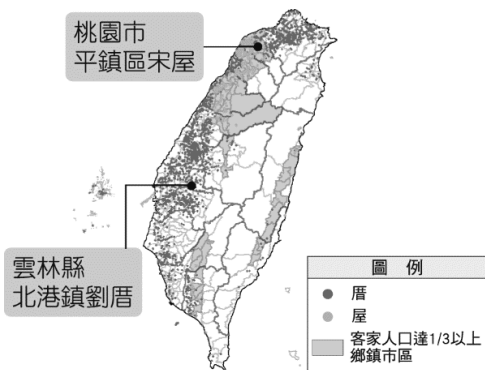 桃園市
平鎮區宋屋
雲林縣
北港鎮劉厝
圖 例
厝
屋
客家人口達1/3以上
鄉鎮市區